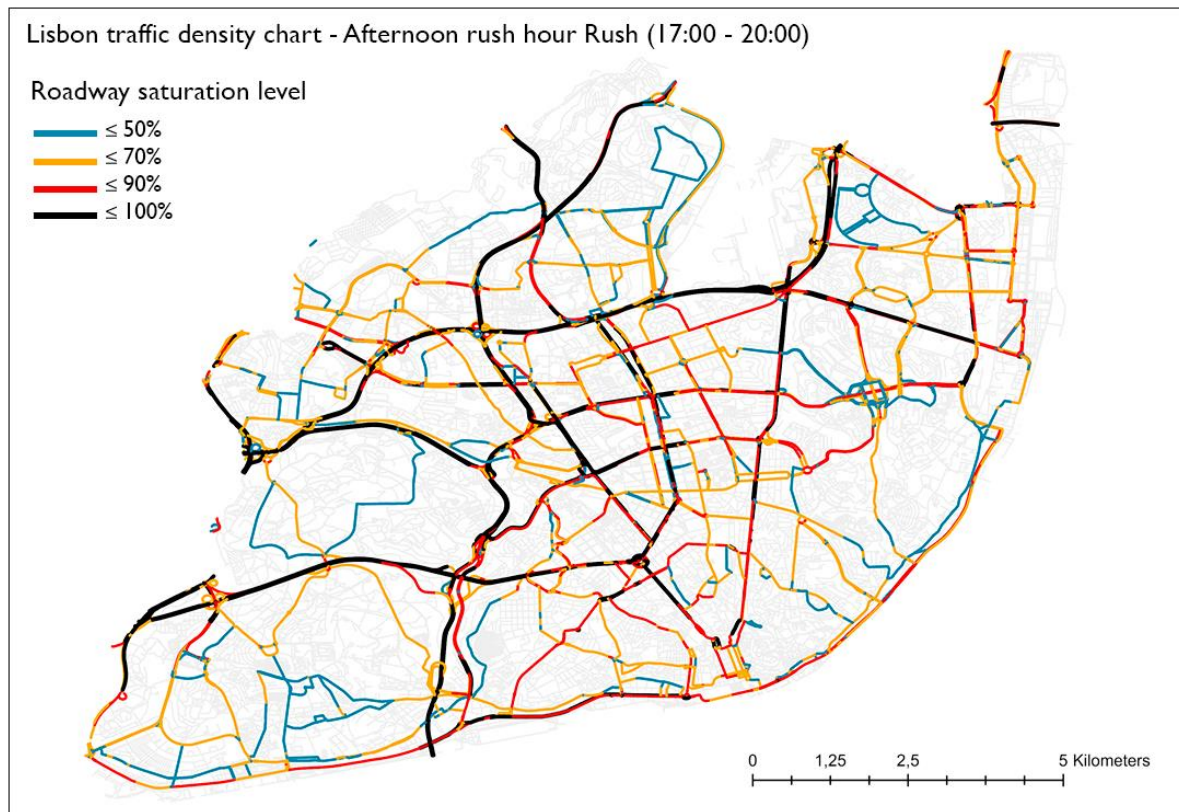 Lisbon traffic density chart - Afternoon rush hour Rush (17:00 - 20:00)
Roadway saturation level
≤ 50%
≤ 70%
≤ 90%
≤ 100%
0 1,25 2,5 5 Kilometers